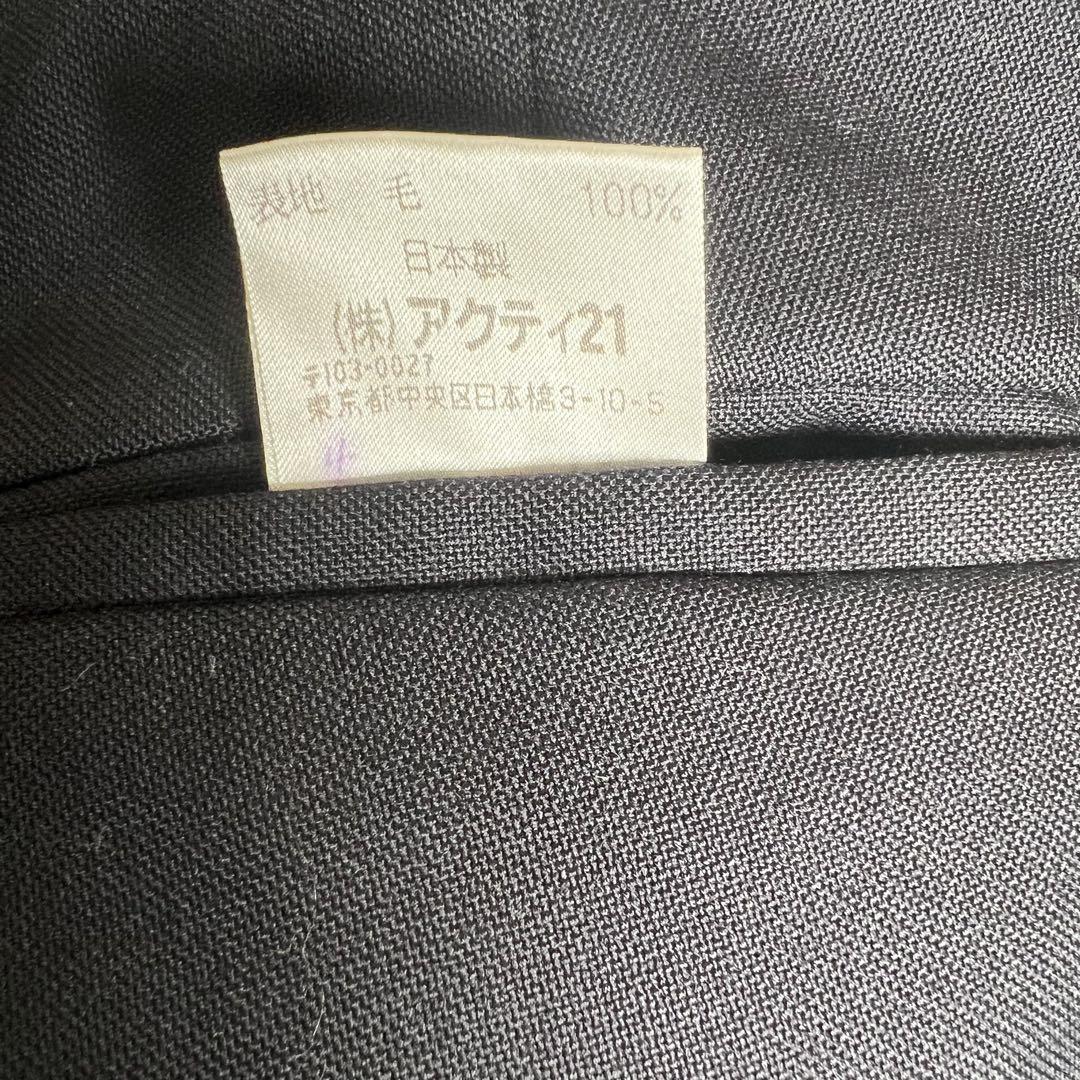 表地 毛 100%
日本製
(株)アクティ21
〒103-0027
東京都中央区日本橋3-10-5
4